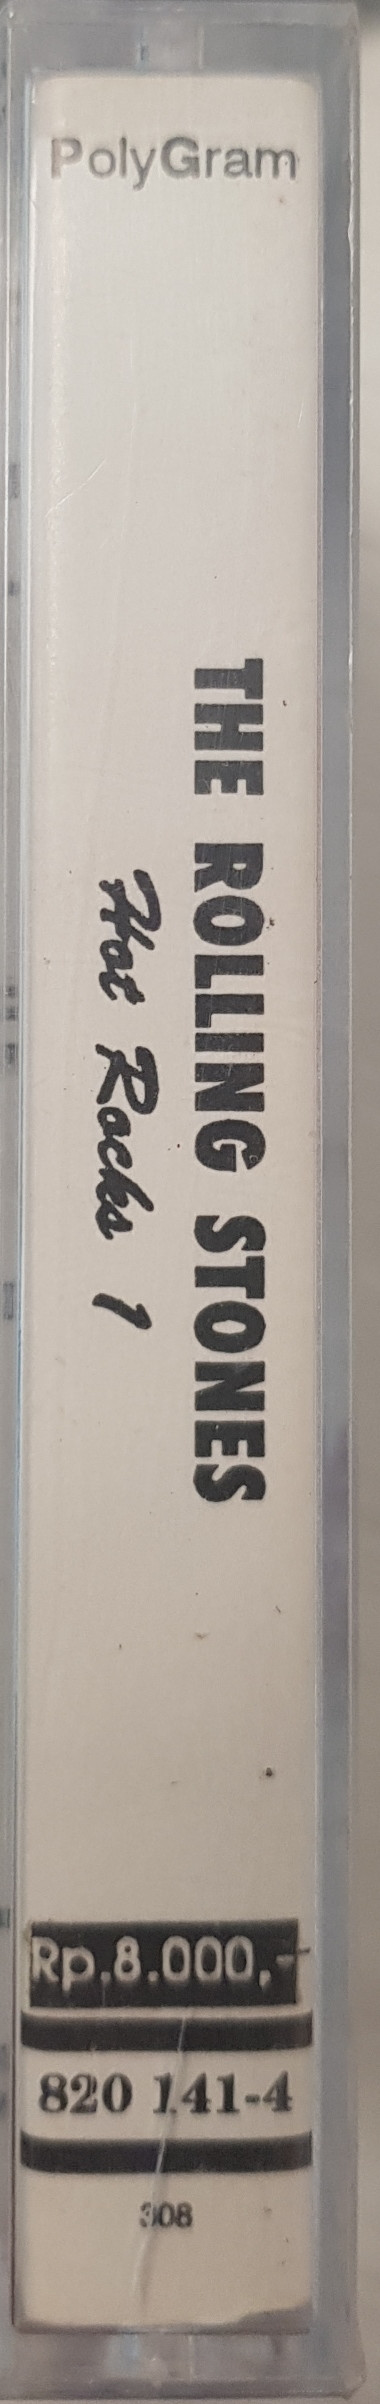 PolyGram
THE ROLLING STONES
Hot Rocks 1
Rp.8.000,-
820 141-4
308